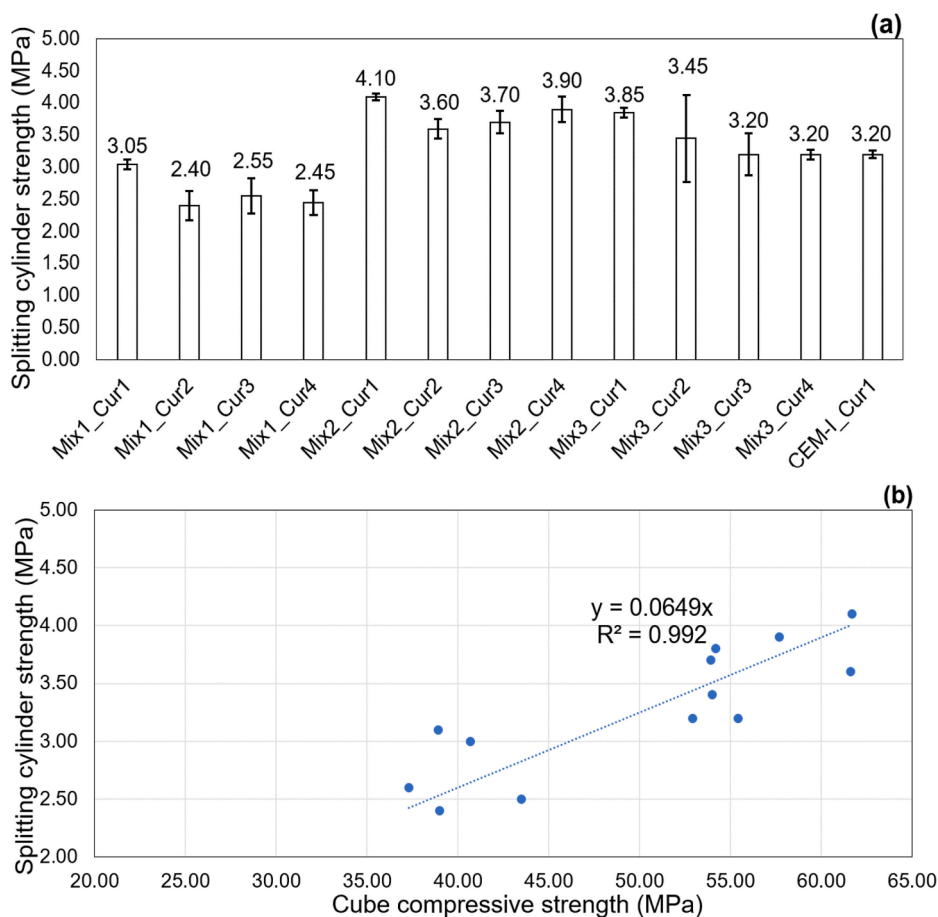 (a)
Splitting cylinder strength (MPa)
5.00
4.50
4.00
3.50
3.00
2.50
2.00
1.50
1.00
0.50
0.00
3.05
2.40
2.55
2.45
4.10
3.60
3.70
3.90
3.85
3.45
3.20
3.20
3.20
Mix1_Cur1
Mix1_Cur2
Mix1_Cur3
Mix1_Cur4
Mix2_Cur1
Mix2_Cur2
Mix2_Cur3
Mix2_Cur4
Mix3_Cur1
Mix3_Cur2
Mix3_Cur3
Mix3_Cur4
CEM-I_Cur1
(b)
Splitting cylinder strength (MPa)
5.00
4.50
4.00
3.50
3.00
2.50
2.00
y = 0.0649x
R² = 0.992
20.00 25.00 30.00 35.00 40.00 45.00 50.00 55.00 60.00 65.00
Cube compressive strength (MPa)